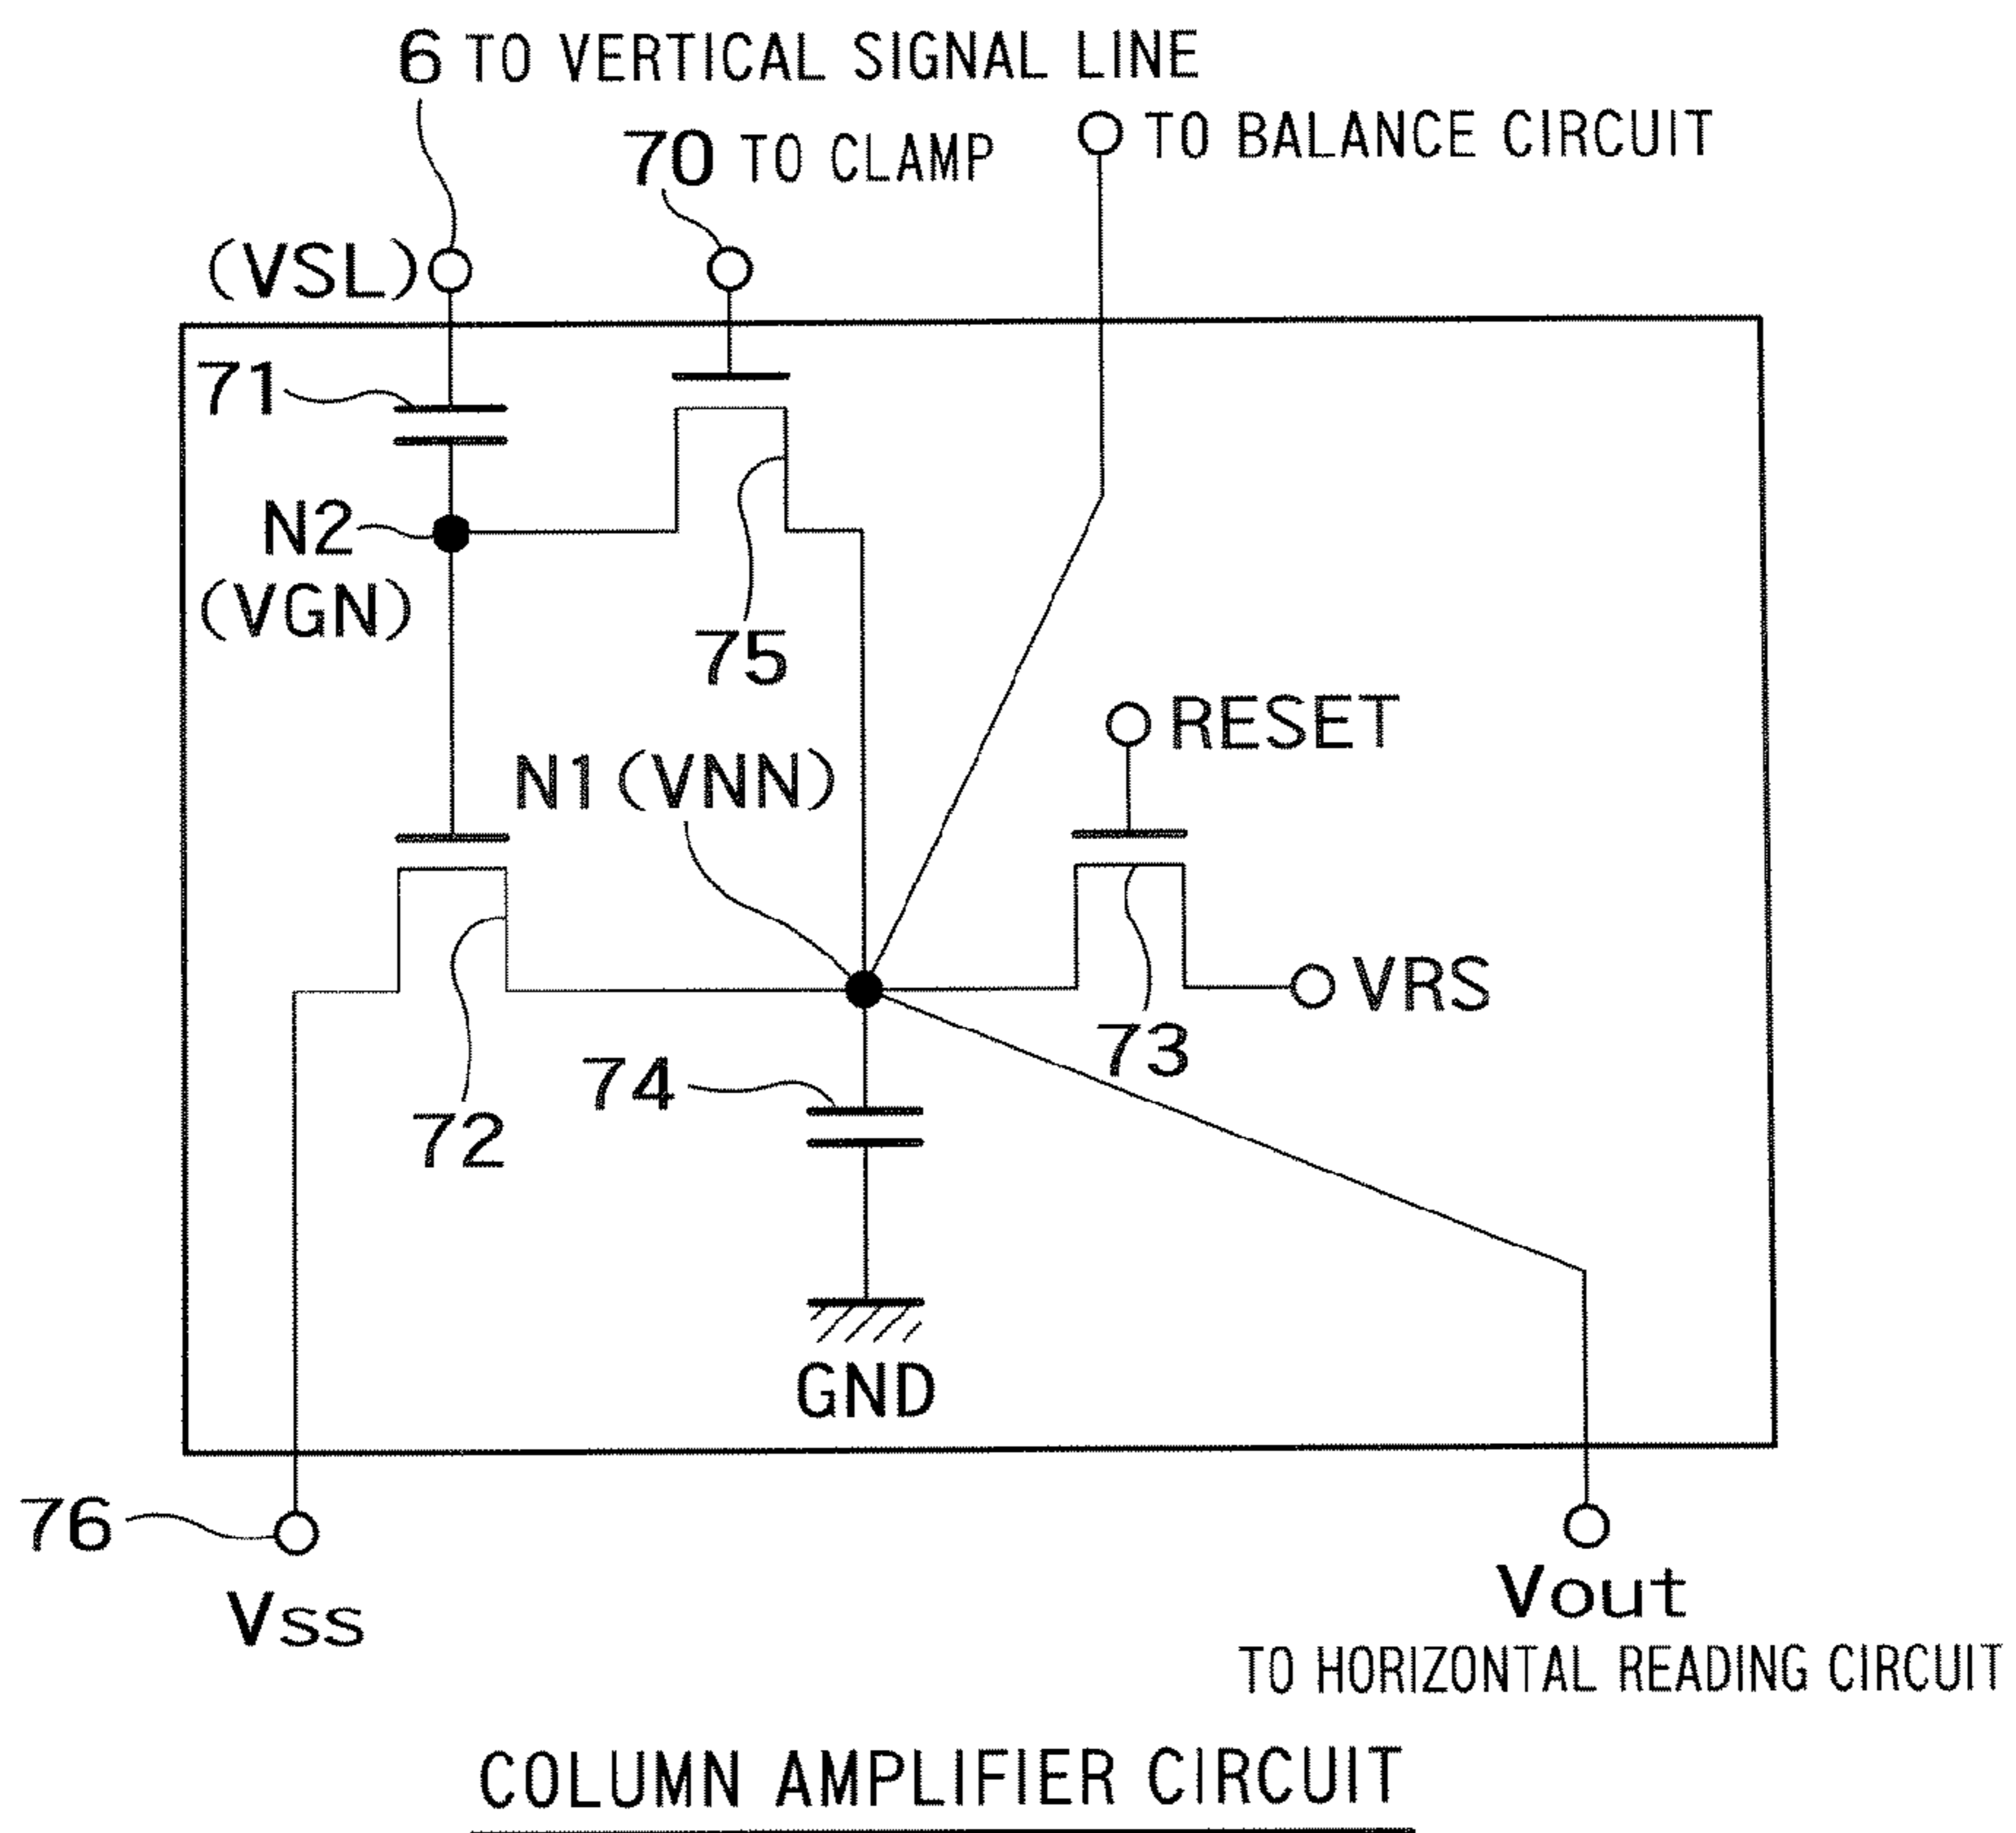 6 TO VERTICAL SIGNAL LINE
TO BALANCE CIRCUIT
70 TO CLAMP
(VSL)
71
N2
(VGN)
75
RESET
N1 (VNN)
VRS
73
74
72
GND
76
Vss
Vout
TO HORIZONTAL READING CIRCUIT
COLUMN AMPLIFIER CIRCUIT